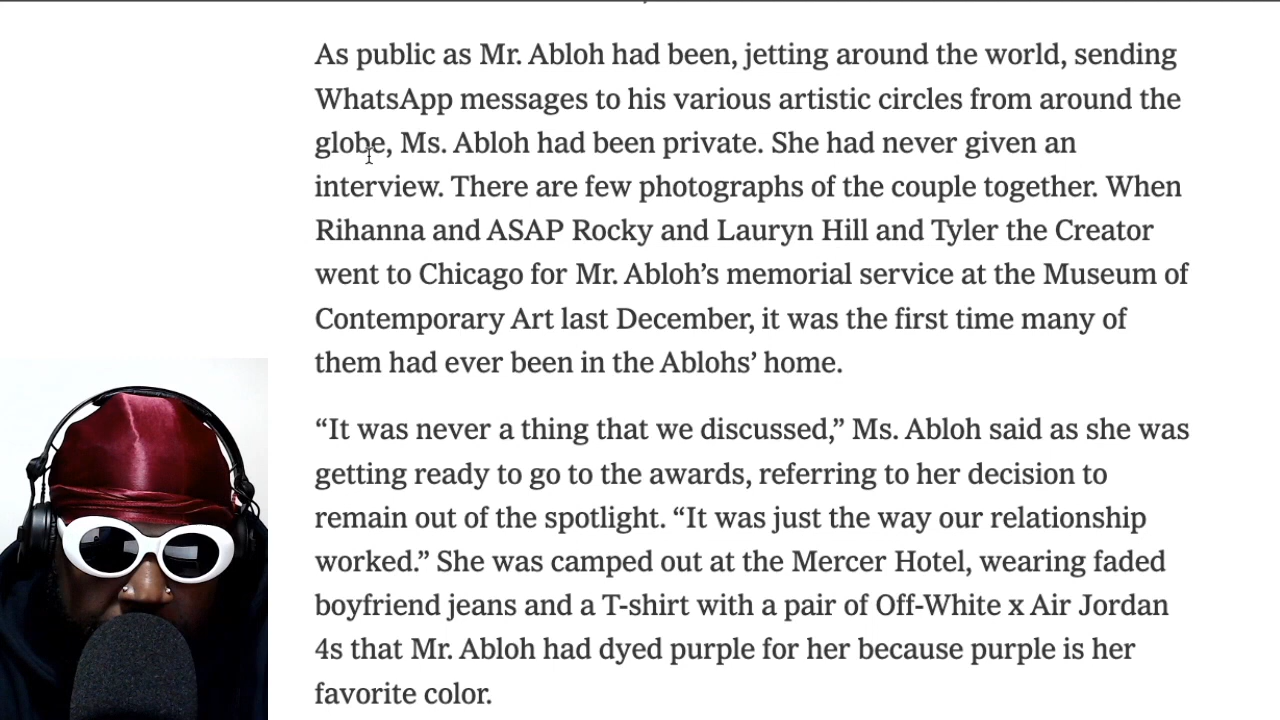 As public as Mr. Abloh had been, jetting around the world, sending
WhatsApp messages to his various artistic circles from around the
globe, Ms. Abloh had been private. She had never given an
interview. There are few photographs of the couple together. When
Rihanna and ASAP Rocky and Lauryn Hill and Tyler the Creator
went to Chicago for Mr. Abloh’s memorial service at the Museum of
Contemporary Art last December, it was the first time many of
them had ever been in the Ablohs’ home.
“It was never a thing that we discussed,” Ms. Abloh said as she was
getting ready to go to the awards, referring to her decision to
remain out of the spotlight. “It was just the way our relationship
worked.” She was camped out at the Mercer Hotel, wearing faded
boyfriend jeans and a T-shirt with a pair of Off-White x Air Jordan
4s that Mr. Abloh had dyed purple for her because purple is her
favorite color.